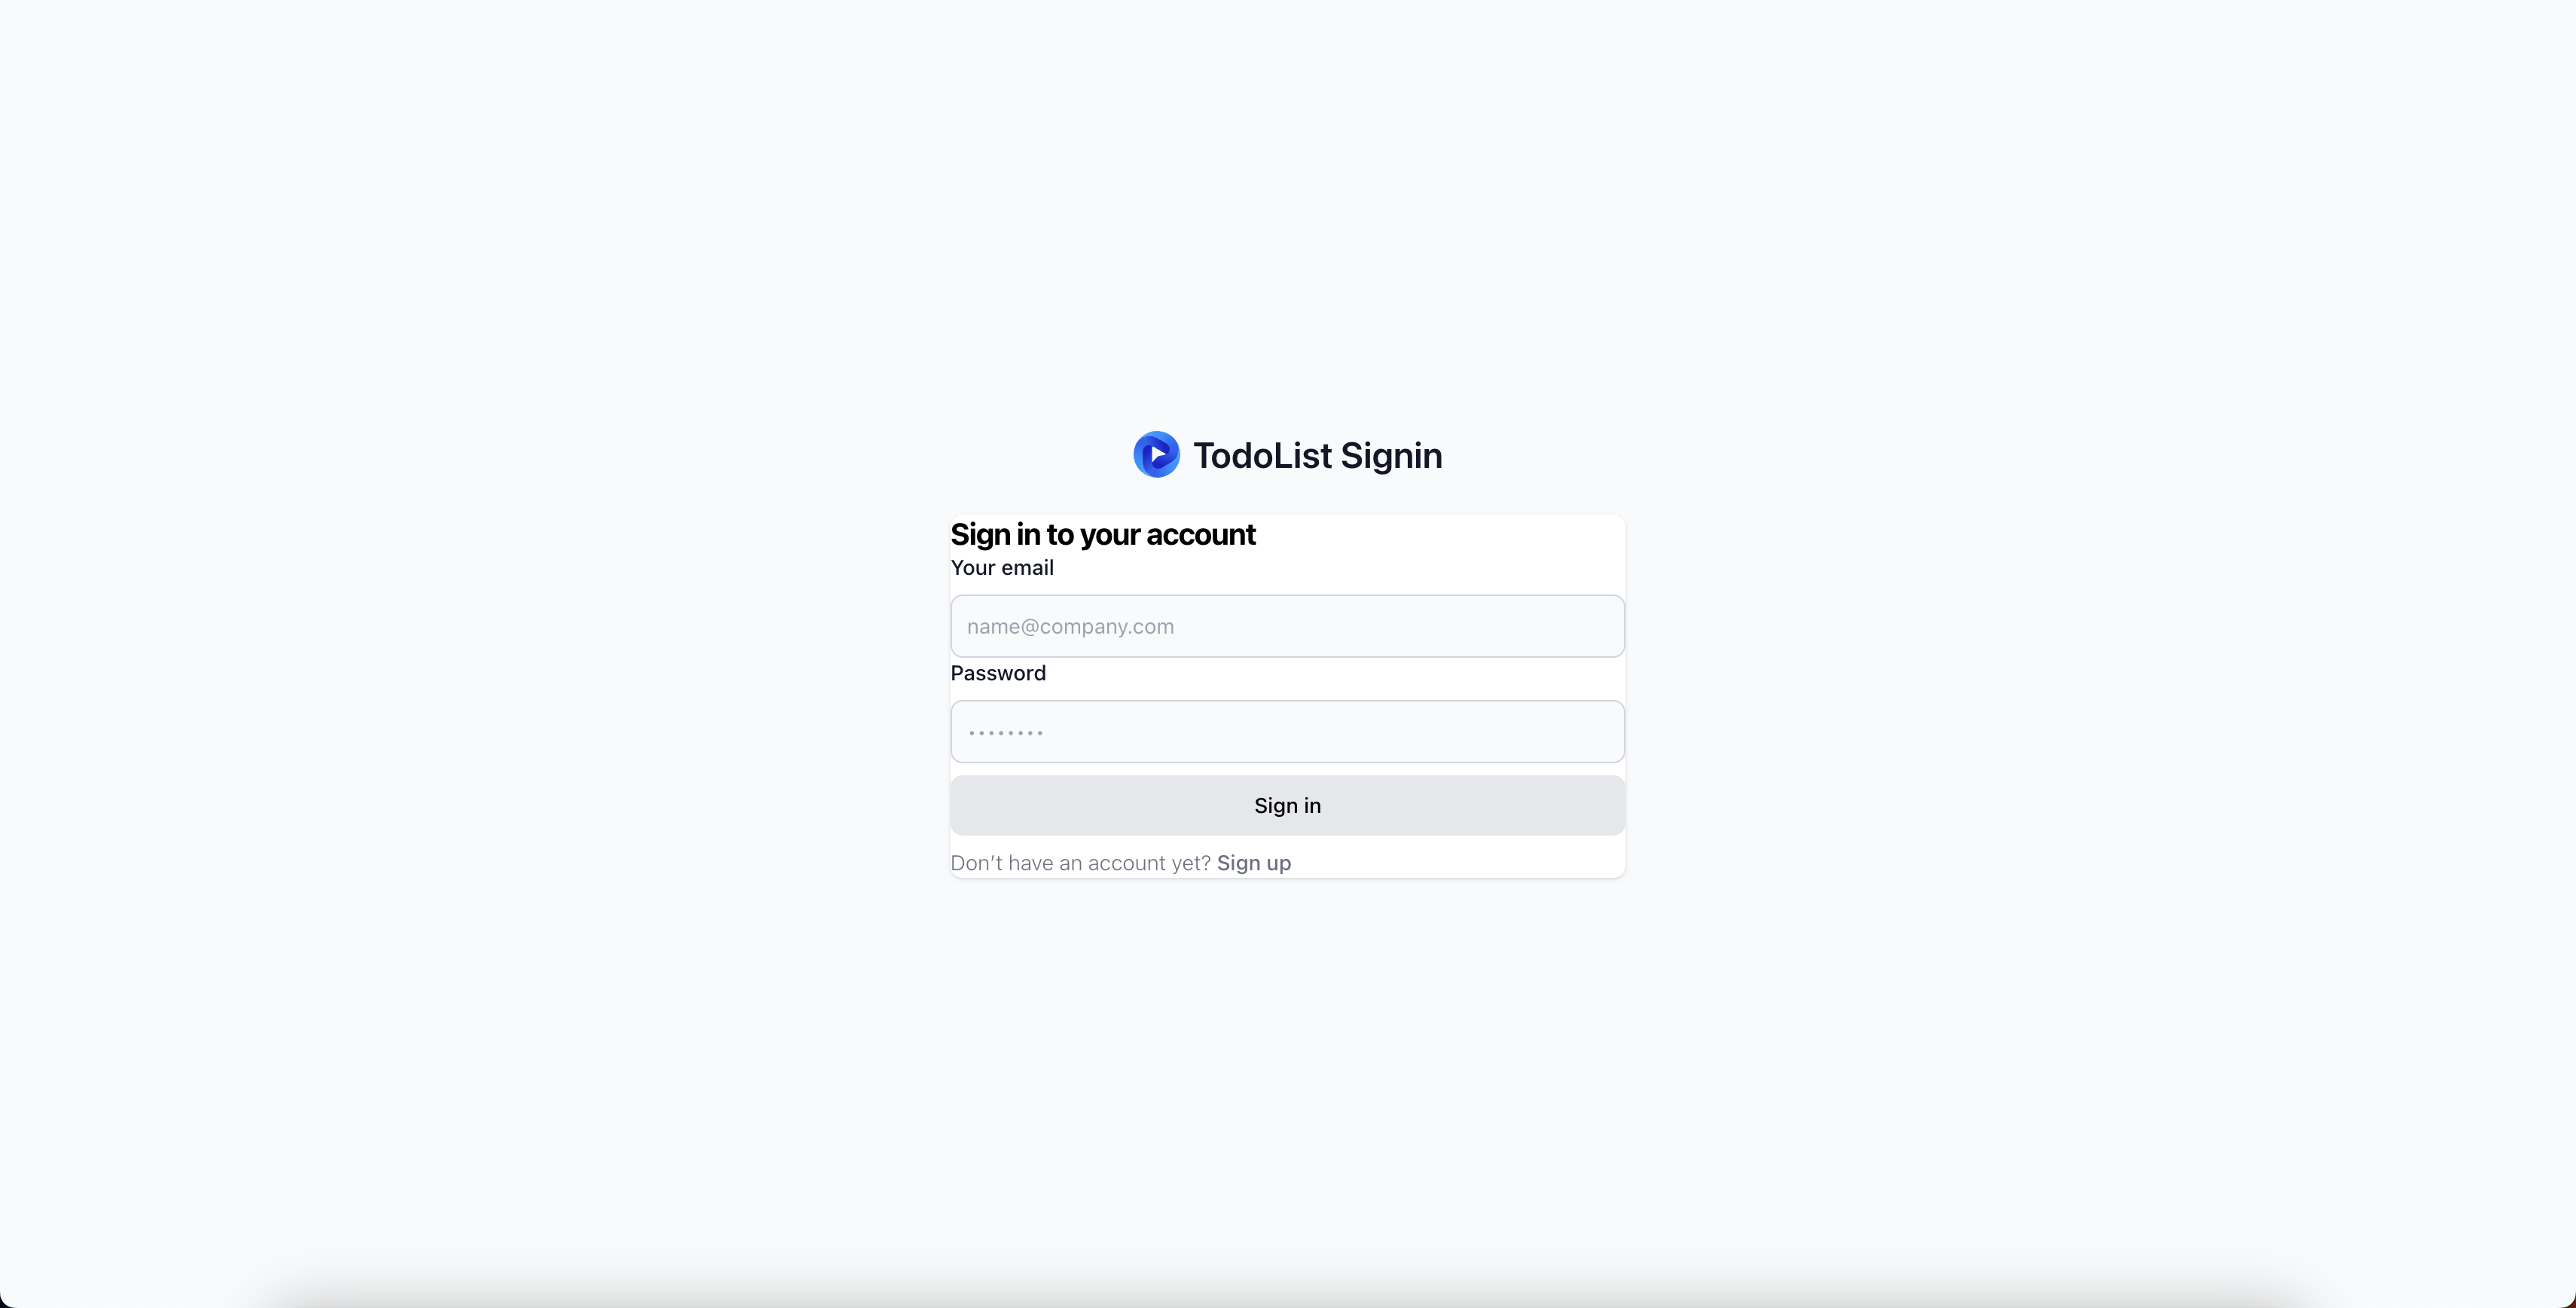 TodoList Signin
Sign in to your account
Your email
name@company.com
Password
••••••••
Sign in
Don’t have an account yet? Sign up